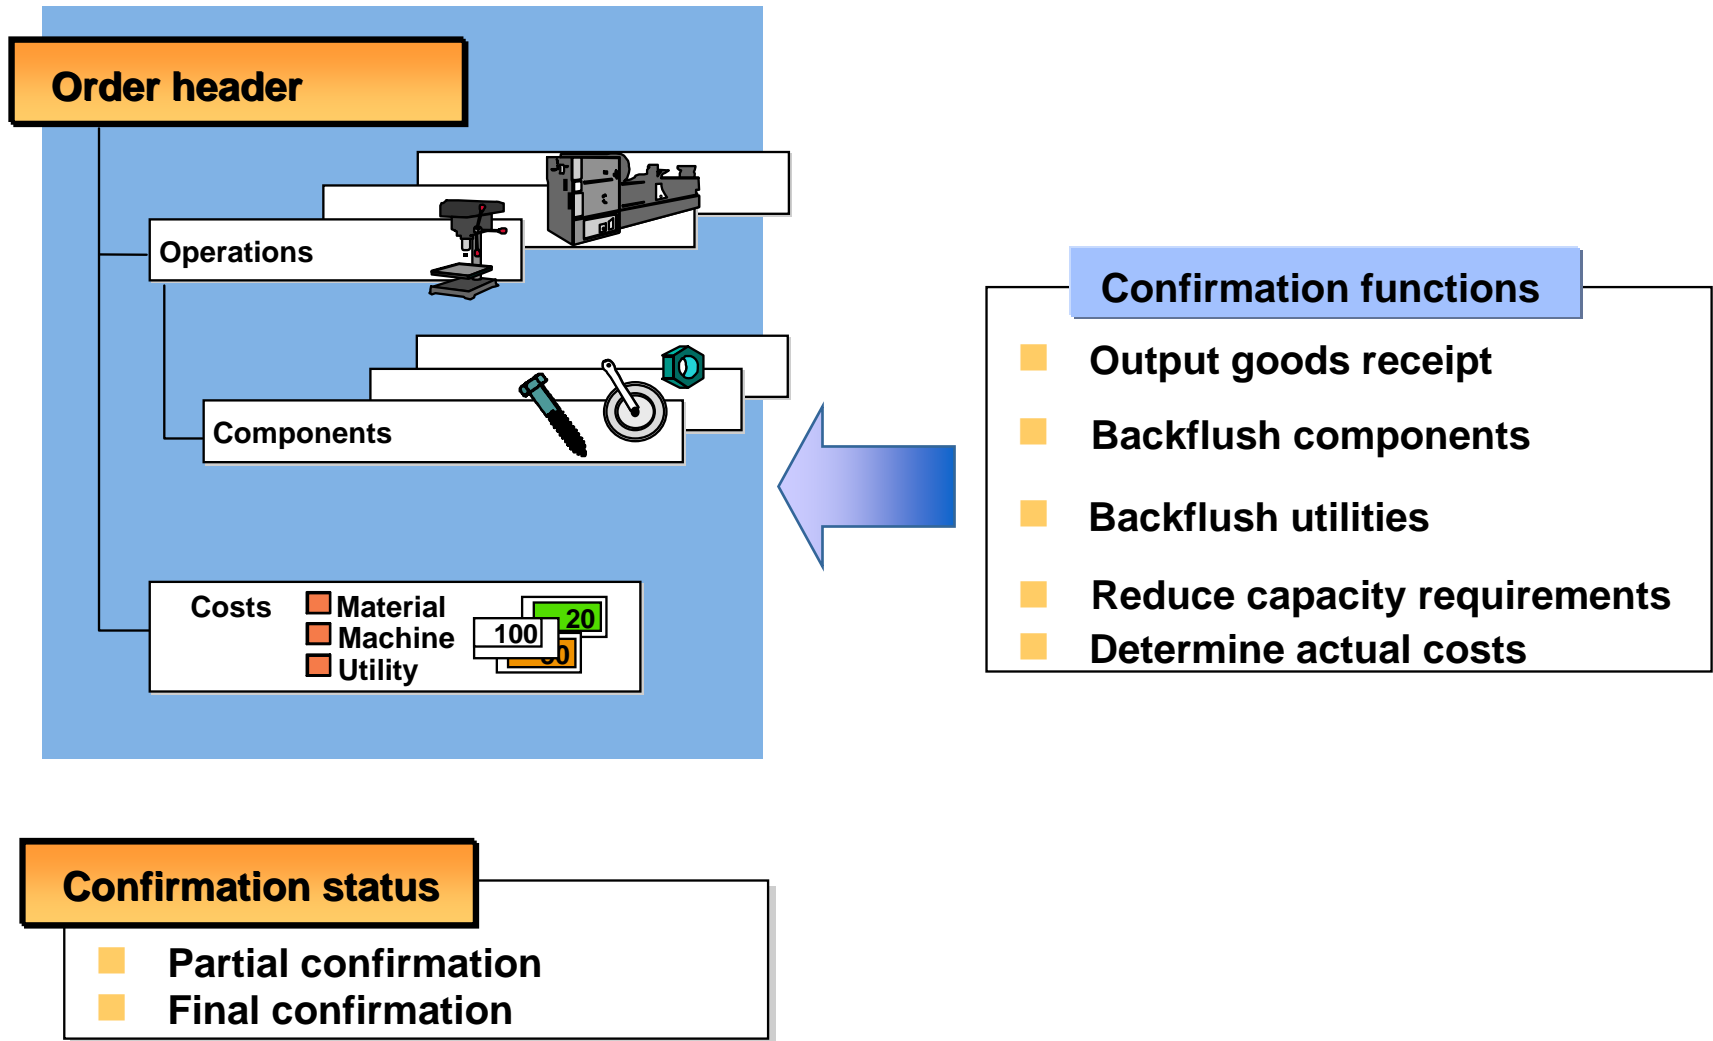 Order header
Operations
Components
Costs
Material
Machine
Utility
20
100
Confirmation functions
Output goods receipt
Backflush components
Backflush utilities
Reduce capacity requirements
Determine actual costs
Confirmation status
Partial confirmation
Final confirmation